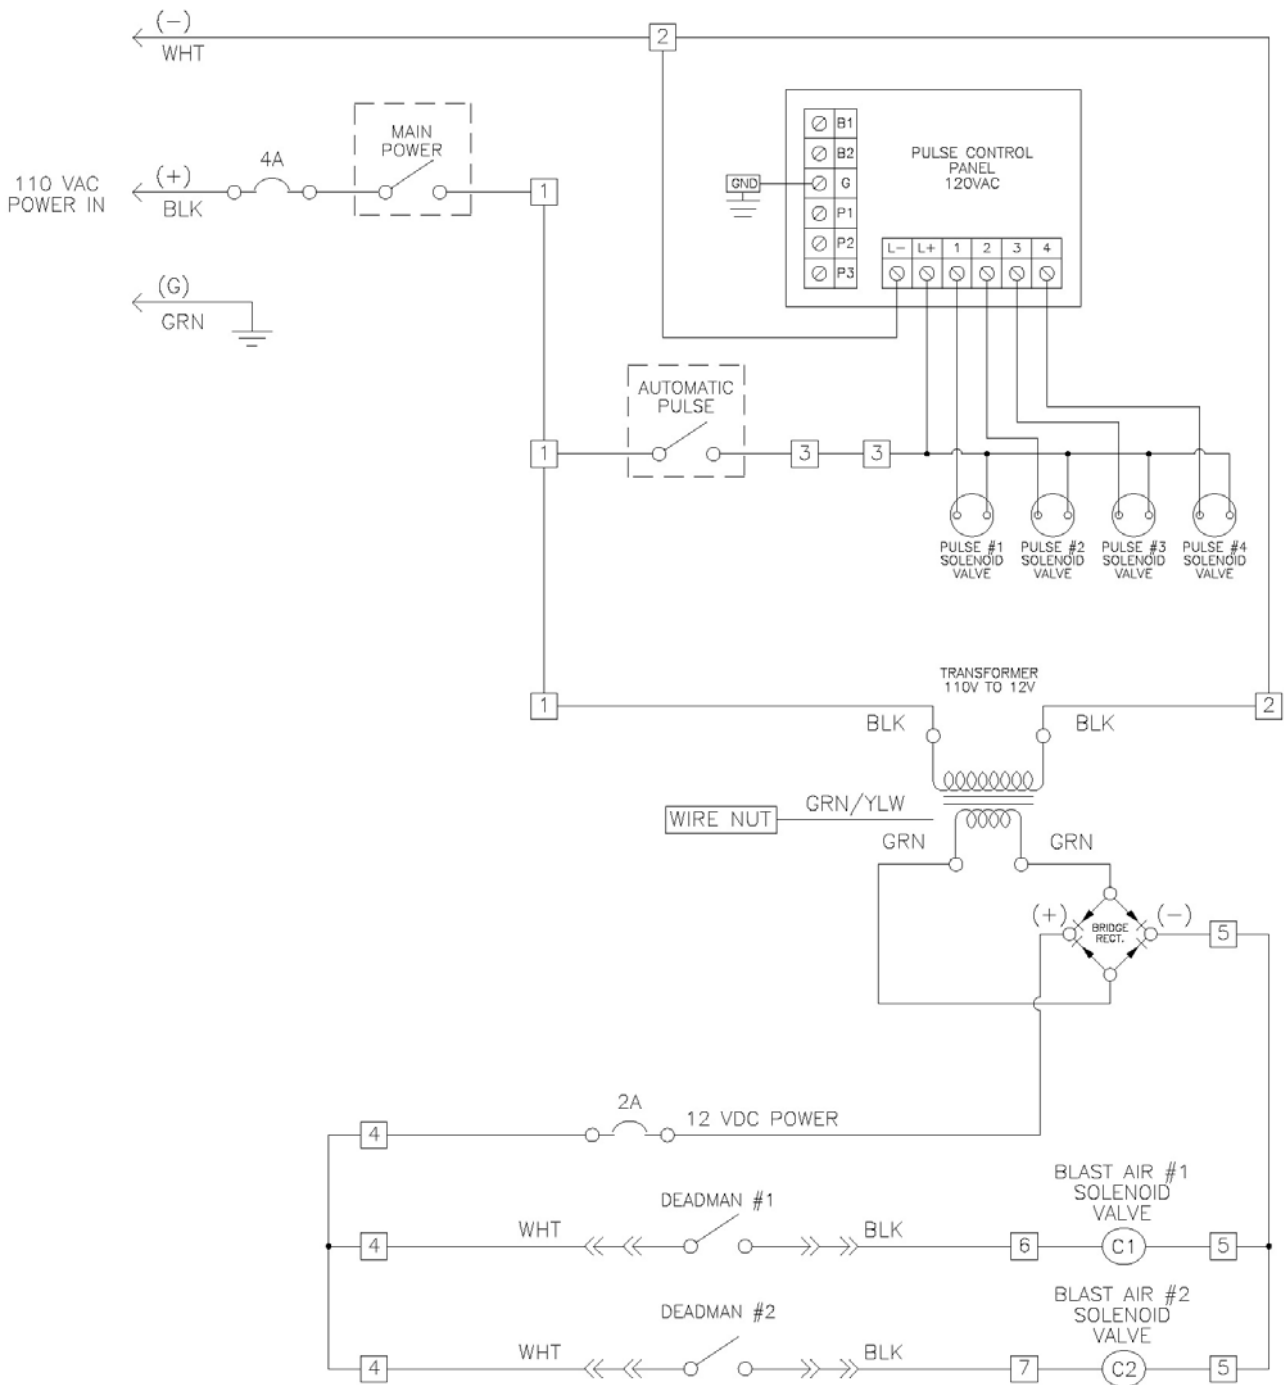 (-)
WHT
2
110 VAC
POWER IN
(+)
BLK
4A
MAIN
POWER
1
(G)
GRN
GND
B1
B2
G
P1
P2
P3
PULSE CONTROL
PANEL
120VAC
L- L+ 1 2 3 4
AUTOMATIC
PULSE
1
3
3
PULSE #1
SOLENOID
VALVE
PULSE #2
SOLENOID
VALVE
PULSE #3
SOLENOID
VALVE
PULSE #4
SOLENOID
VALVE
TRANSFORMER
110V TO 12V
1
BLK
BLK
2
WIRE NUT
GRN/YLW
GRN
GRN
(+)
BRIDGE
RECT.
(-)
5
4
2A
12 VDC POWER
BLAST AIR #1
SOLENOID
VALVE
DEADMAN #1
4
WHT
BLK
6
C1
5
BLAST AIR #2
SOLENOID
VALVE
DEADMAN #2
4
WHT
BLK
7
C2
5